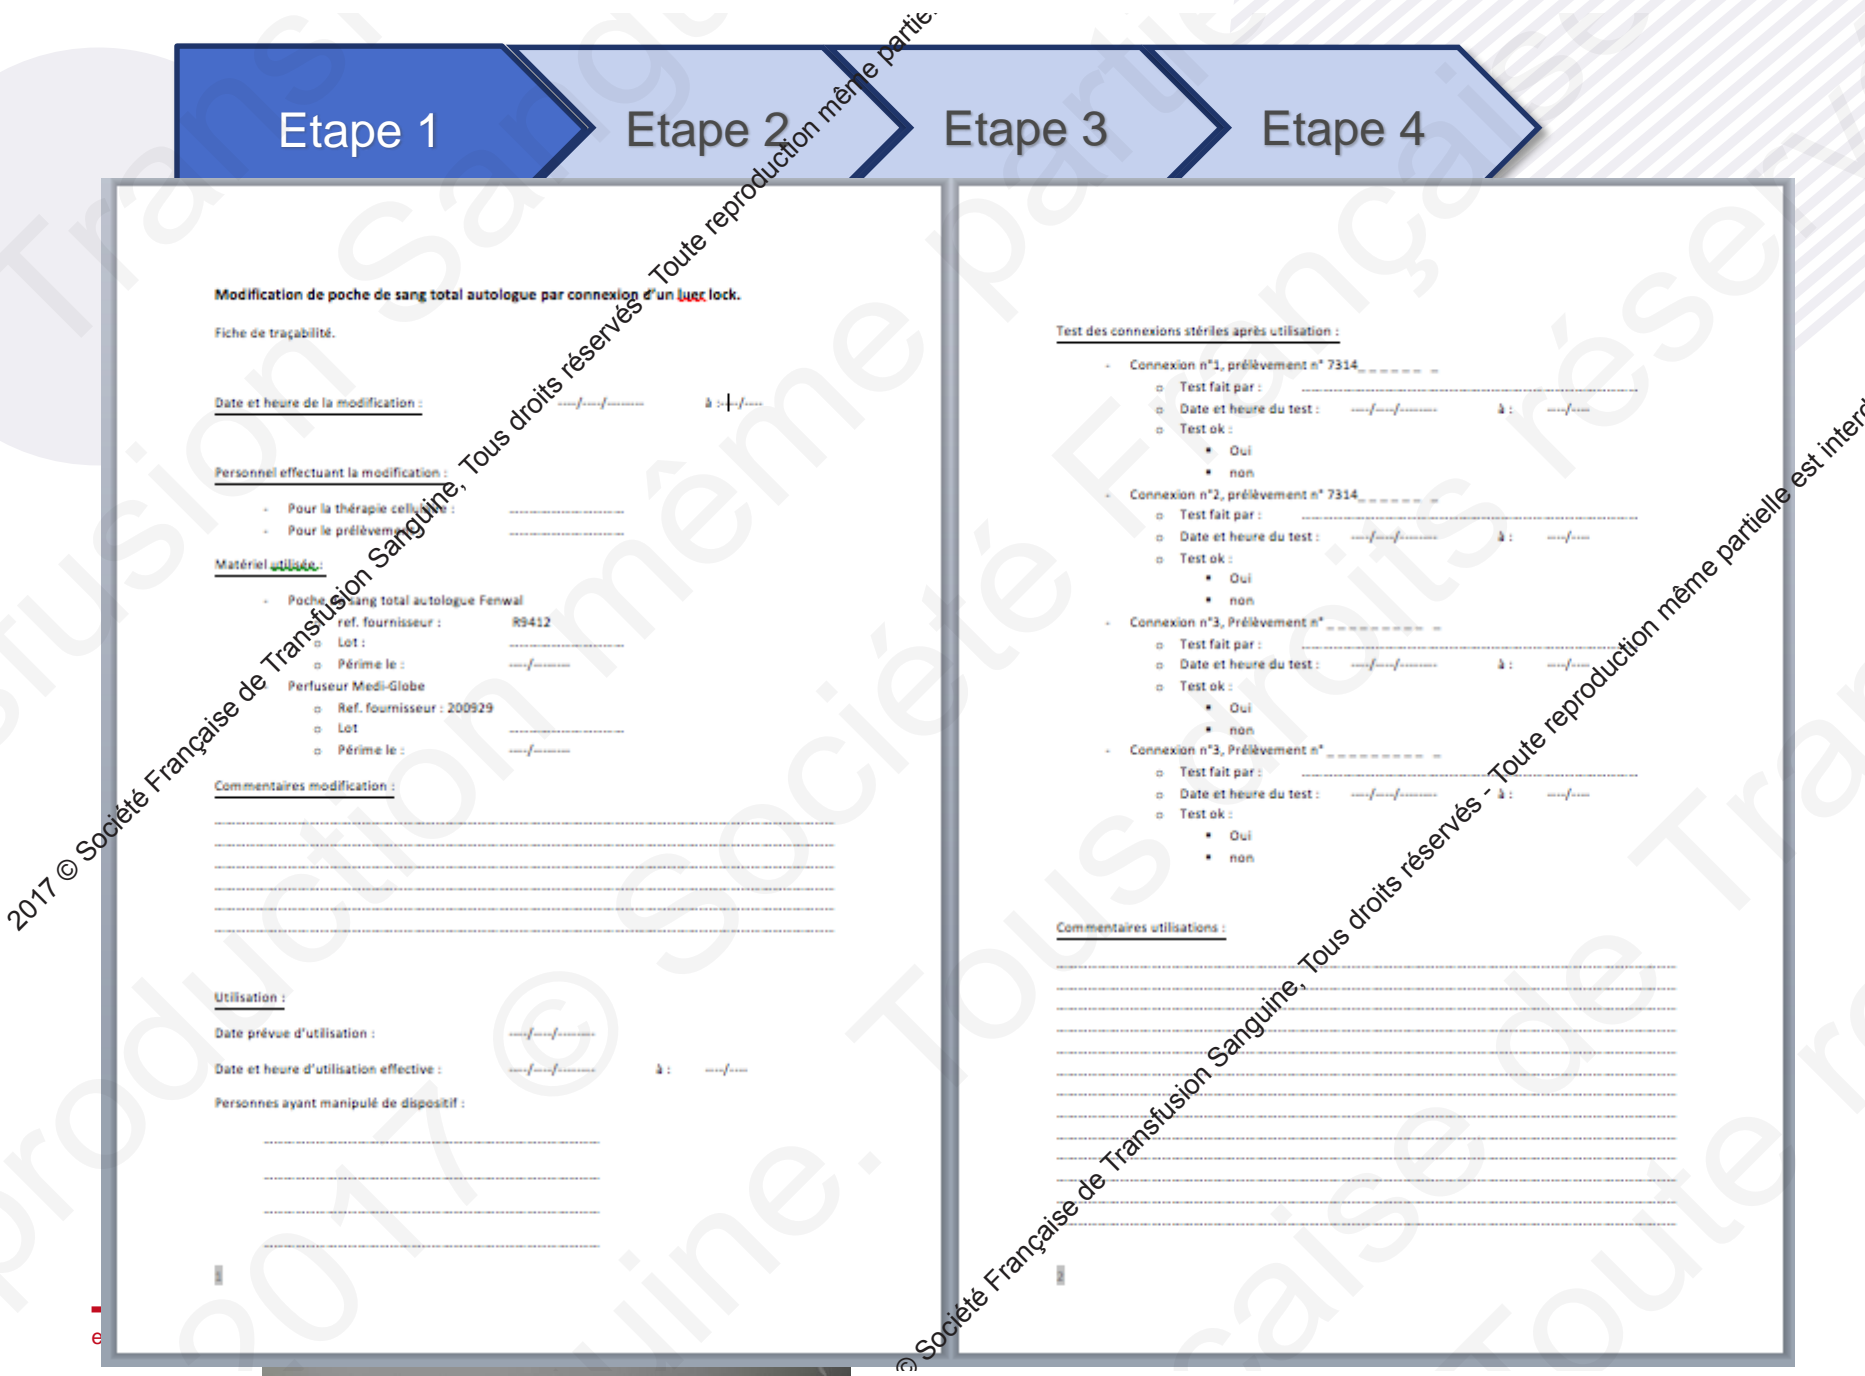 Etape 1
Etape 2
Etape 3
Etape 4
Modification de poche de sang total autologue par connexion d'un luer lock.
Fiche de traçabilité.
Date et heure de la modification : ----/----/-------- à :----/----
Personnel effectuant la modification :
- Pour la thérapie cellulaire :
- Pour le prélèvement
Matériel utilisée :
- Poche de sang total autologue Fenwal
o ref. fournisseur : R9412
o Lot :
o Périme le : ----/--------
- Perfuseur Medi-Globe
o Ref. fournisseur : 200929
o Lot
o Périme le : ----/--------
Commentaires modification :
Utilisation :
Date prévue d'utilisation : ----/----/--------
Date et heure d'utilisation effective : ----/----/-------- à : ----/----
Personnes ayant manipulé de dispositif :
1
Test des connexions stériles après utilisation :
- Connexion n°1, prélèvement n° 7314_ _ _ _ _ _ _
o Test fait par :
o Date et heure du test : ----/----/-------- à : ----/----
o Test ok :
▪ Oui
▪ non
- Connexion n°2, prélèvement n° 7314_ _ _ _ _ _ _
o Test fait par :
o Date et heure du test : ----/----/-------- à : ----/----
o Test ok :
▪ Oui
▪ non
- Connexion n°3, Prélèvement n° _ _ _ _ _ _ _ _ _ _
o Test fait par :
o Date et heure du test : ----/----/-------- à : ----/----
o Test ok :
▪ Oui
▪ non
- Connexion n°3, Prélèvement n° _ _ _ _ _ _ _ _ _ _
o Test fait par :
o Date et heure du test : ----/----/-------- à : ----/----
o Test ok :
▪ Oui
▪ non
Commentaires utilisations :
2
2017 © Société Française de Transfusion Sanguine, Tous droits réservés - Toute reproduction même partie
© Société Française de Transfusion Sanguine, Tous droits réservés - Toute reproduction même partielle est interd